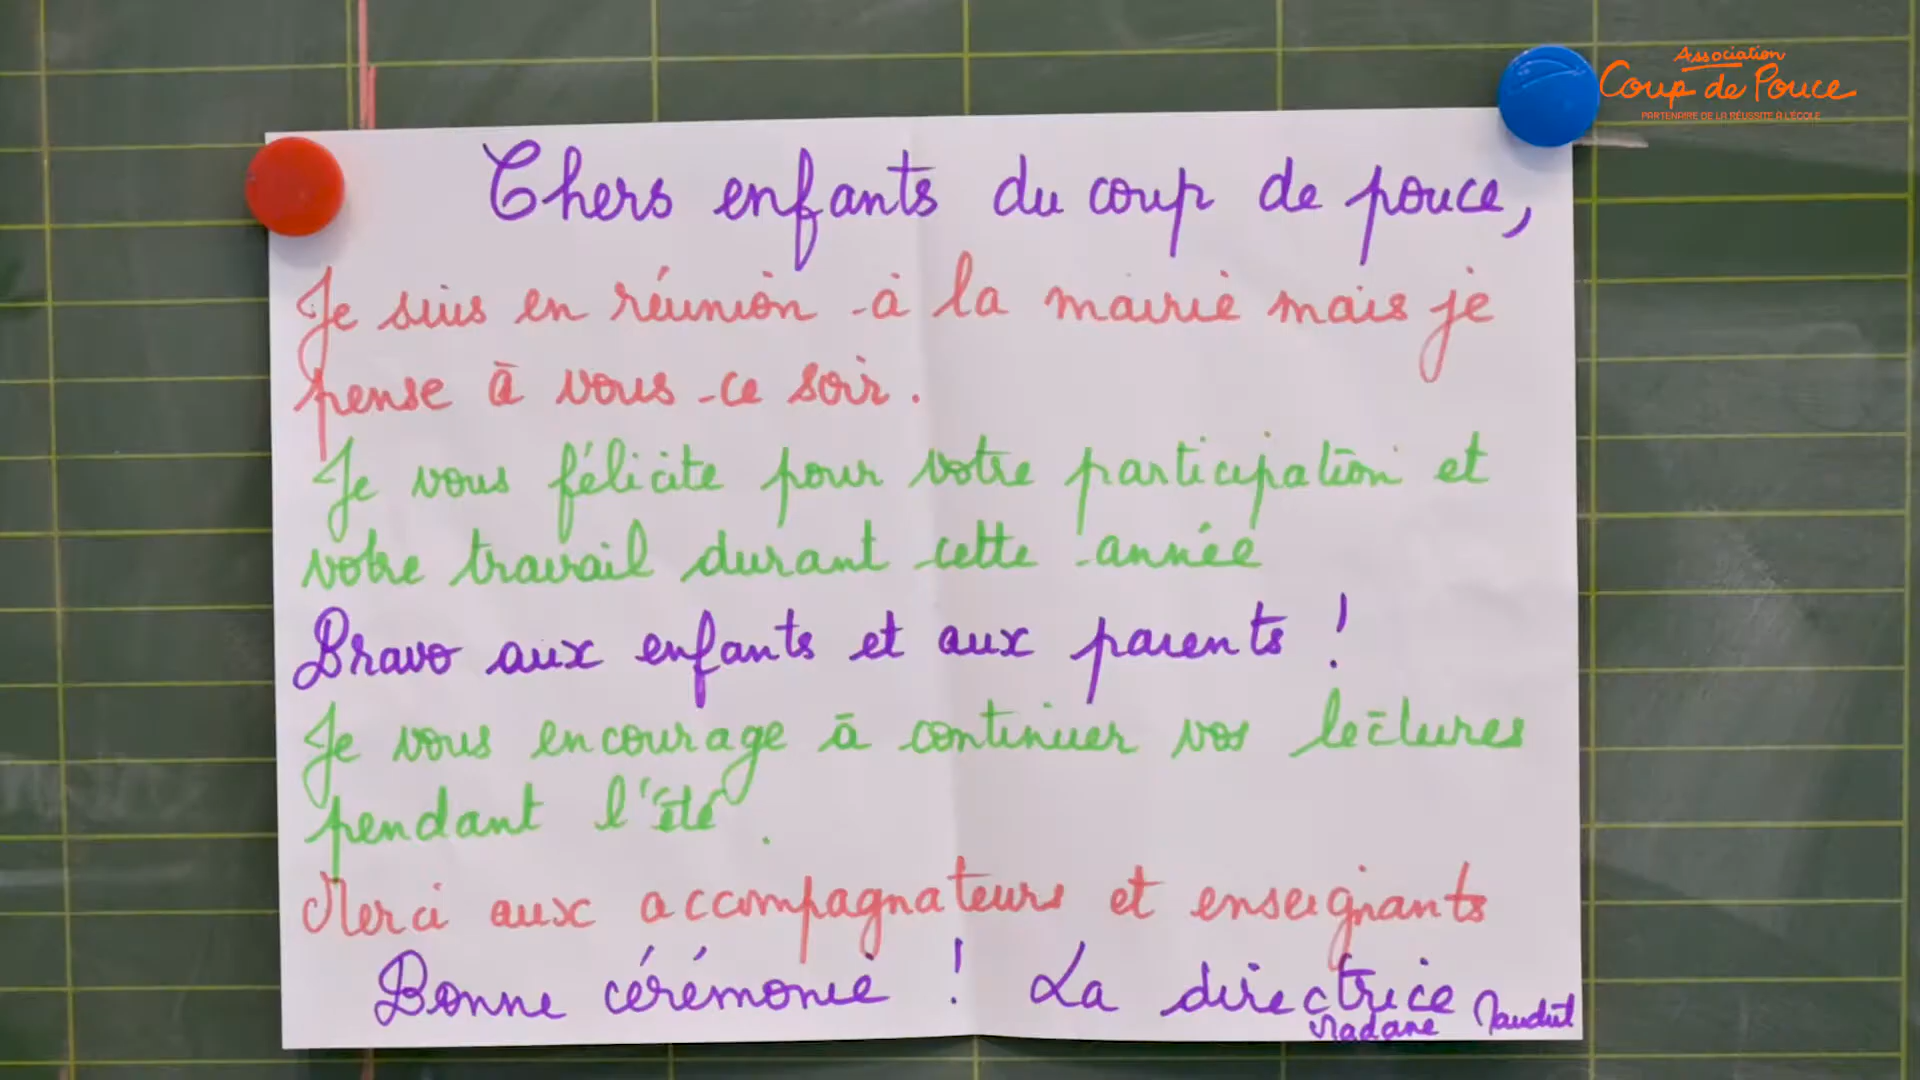 Association
Coup de Pouce
PARTENAIRE DE LA RÉUSSITE À L'ÉCOLE
Chers enfants du coup de pouce,
Je suis en réunion à la mairie mais je
pense à vous ce soir.
Je vous félicite pour votre participation et
votre travail durant cette année
Bravo aux enfants et aux parents !
Je vous encourage à continuer vos lectures
pendant l'été.
Merci aux accompagnateurs et enseignants
Bonne cérémonie ! La directrice
Madame